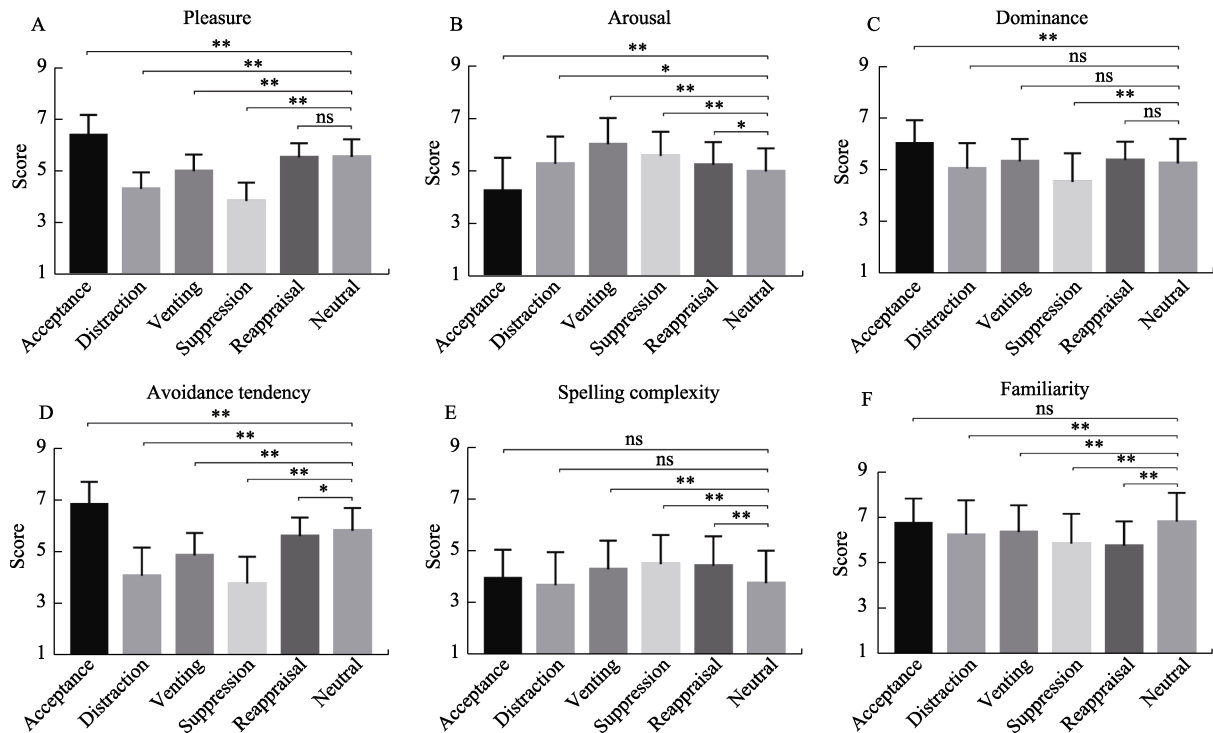 A
Pleasure
**
**
**
**
ns
9
7
5
3
1
Score
Acceptance
Distraction
Venting
Suppression
Reappraisal
Neutral
B
Arousal
**
*
**
**
*
9
7
5
3
1
Score
Acceptance
Distraction
Venting
Suppression
Reappraisal
Neutral
C
Dominance
**
ns
ns
**
ns
9
7
5
3
1
Score
Acceptance
Distraction
Venting
Suppression
Reappraisal
Neutral
D
Avoidance tendency
**
**
**
**
*
9
7
5
3
1
Score
Acceptance
Distraction
Venting
Suppression
Reappraisal
Neutral
E
Spelling complexity
ns
ns
**
**
**
9
7
5
3
1
Score
Acceptance
Distraction
Venting
Suppression
Reappraisal
Neutral
F
Familiarity
ns
**
**
**
**
9
7
5
3
1
Score
Acceptance
Distraction
Venting
Suppression
Reappraisal
Neutral